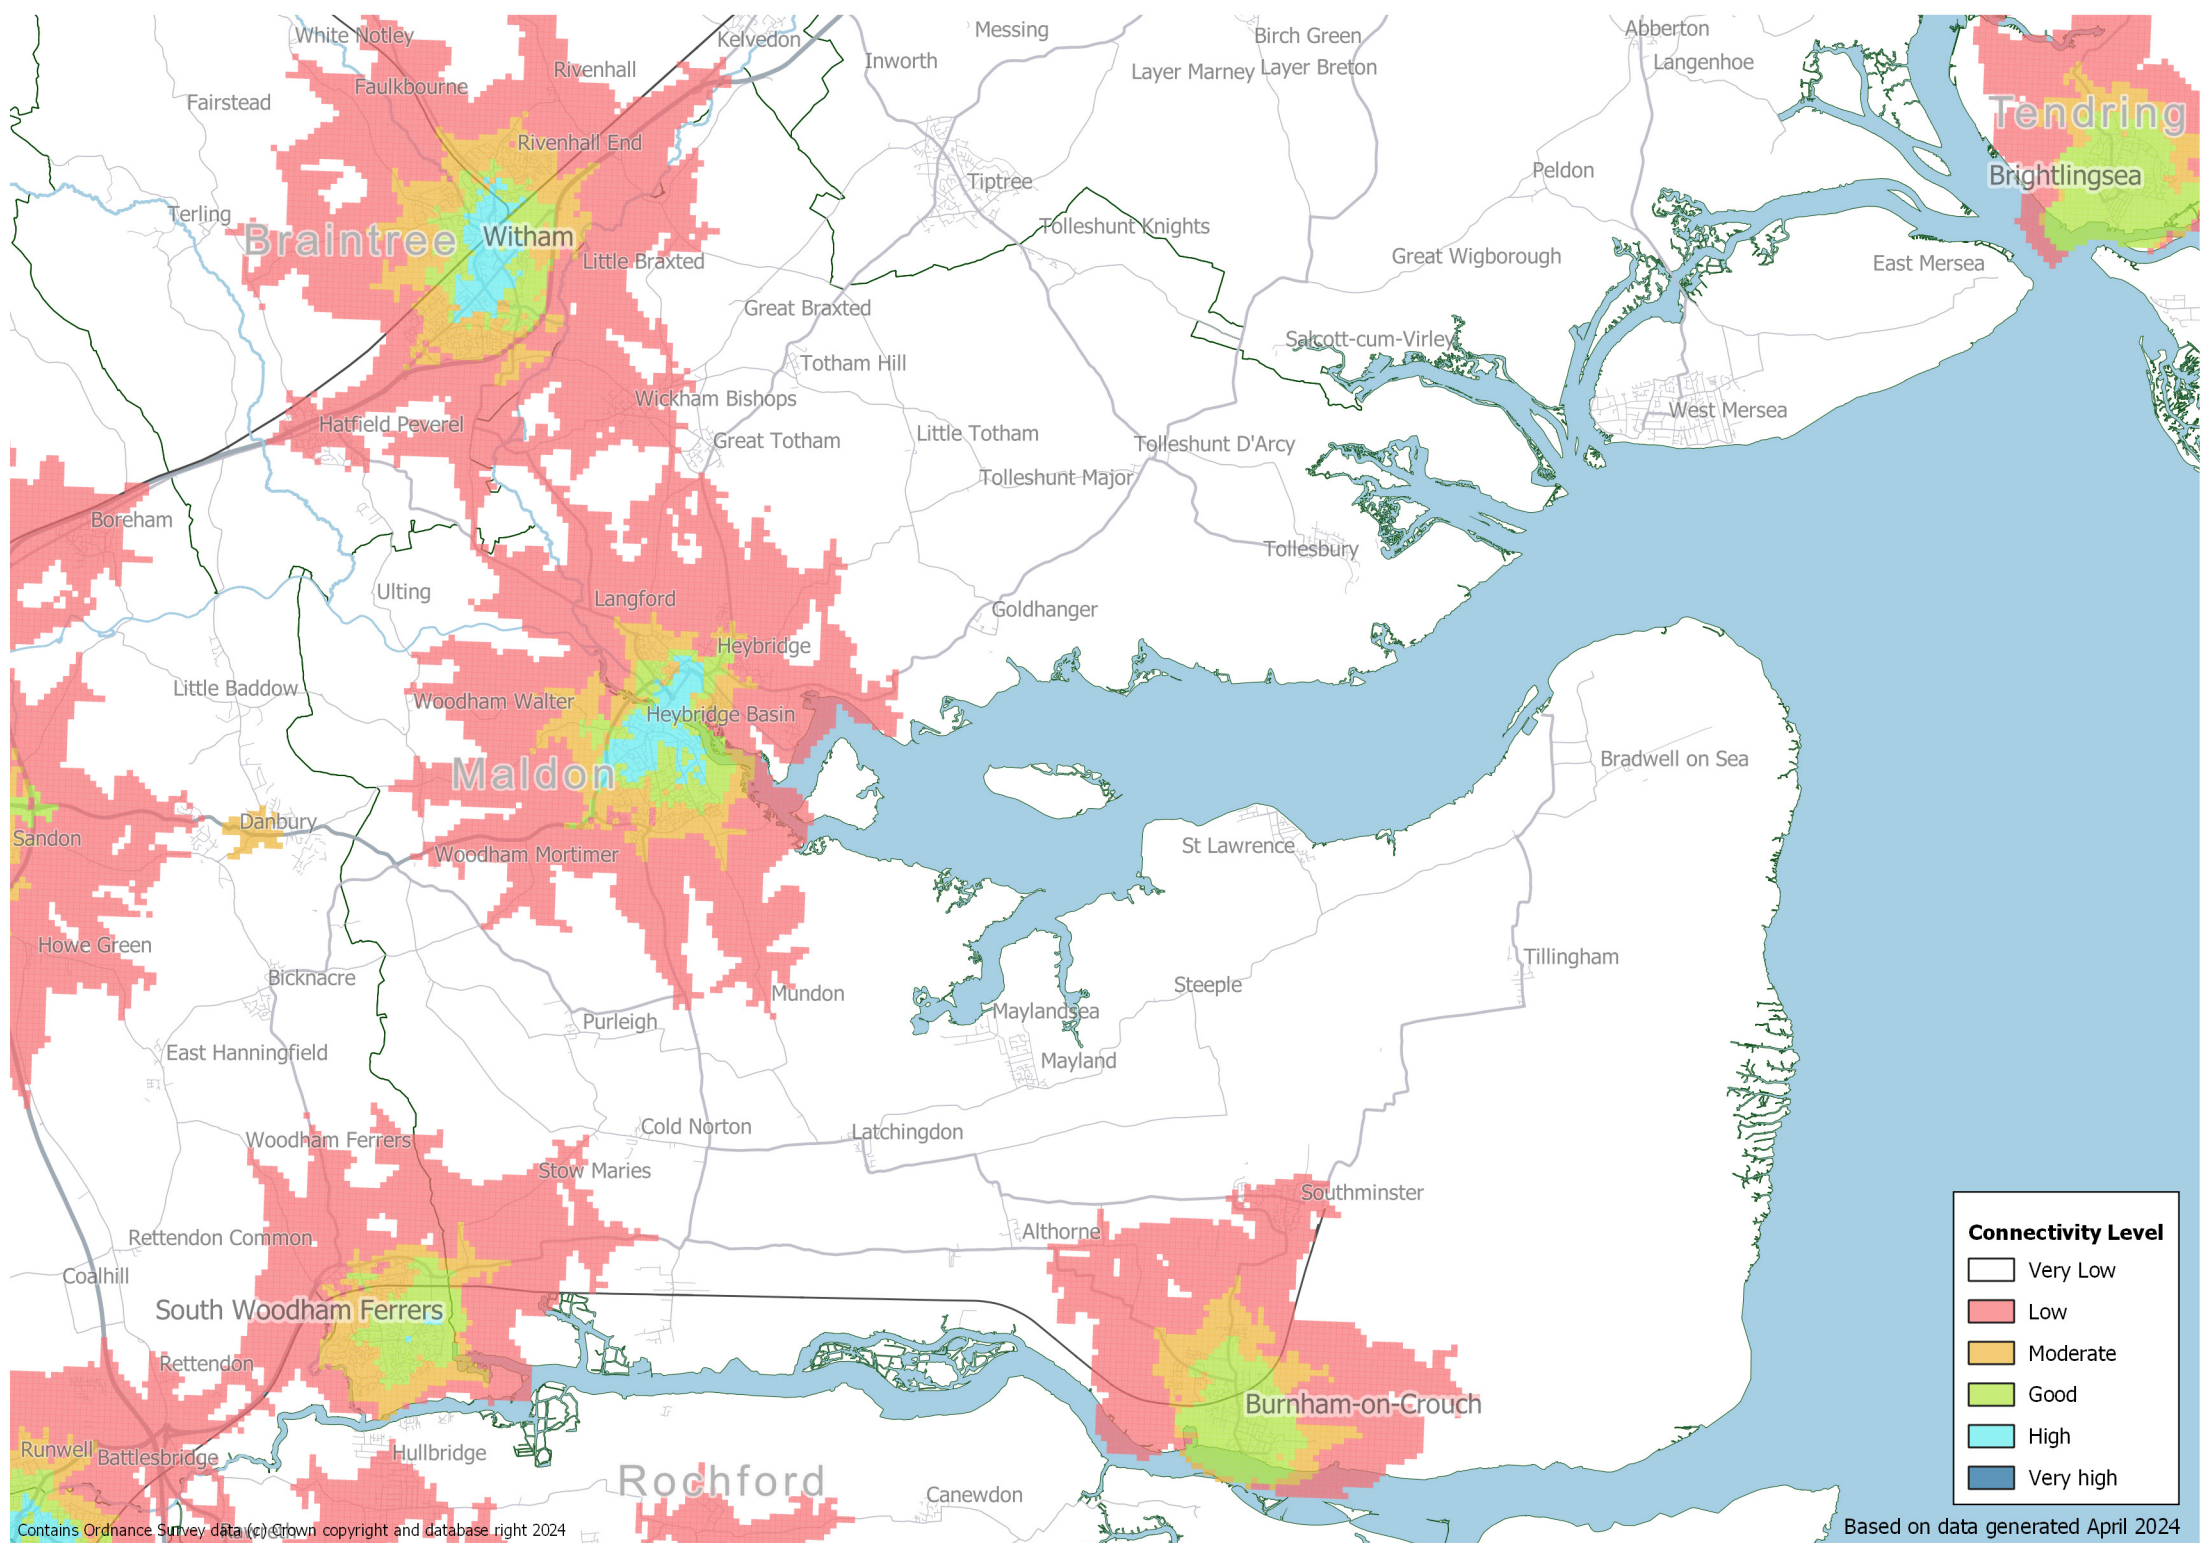 White Notley
Kelvedon
Messing
Birch Green
Abberton
Inworth
Rivenhall
Layer Marney
Layer Breton
Langenhoe
Faulkbourne
Fairstead
Tendring
Rivenhall End
Peldon
Brightlingsea
Tiptree
Terling
Tolleshunt Knights
Braintree
Witham
Little Braxted
Great Wigborough
East Mersea
Great Braxted
Salcott-cum-Virley
Totham Hill
Wickham Bishops
West Mersea
Hatfield Peverel
Great Totham
Little Totham
Tolleshunt D'Arcy
Tolleshunt Major
Boreham
Tollesbury
Ulting
Langford
Goldhanger
Heybridge
Little Baddow
Woodham Walter
Heybridge Basin
Bradwell on Sea
Maldon
Danbury
Sandon
Woodham Mortimer
St Lawrence
Howe Green
Tillingham
Bicknacre
Steeple
Mundon
Maylandsea
Purleigh
East Hanningfield
Mayland
Cold Norton
Latchingdon
Woodham Ferrers
Stow Maries
Southminster
Rettendon Common
Althorne
Coalhill
South Woodham Ferrers
Rettendon
Burnham-on-Crouch
Runwell
Battlesbridge
Hullbridge
Rochford
Canewdon
Rawreth
Connectivity Level
Very Low
Low
Moderate
Good
High
Very high
Contains Ordnance Survey data (c) Crown copyright and database right 2024
Based on data generated April 2024